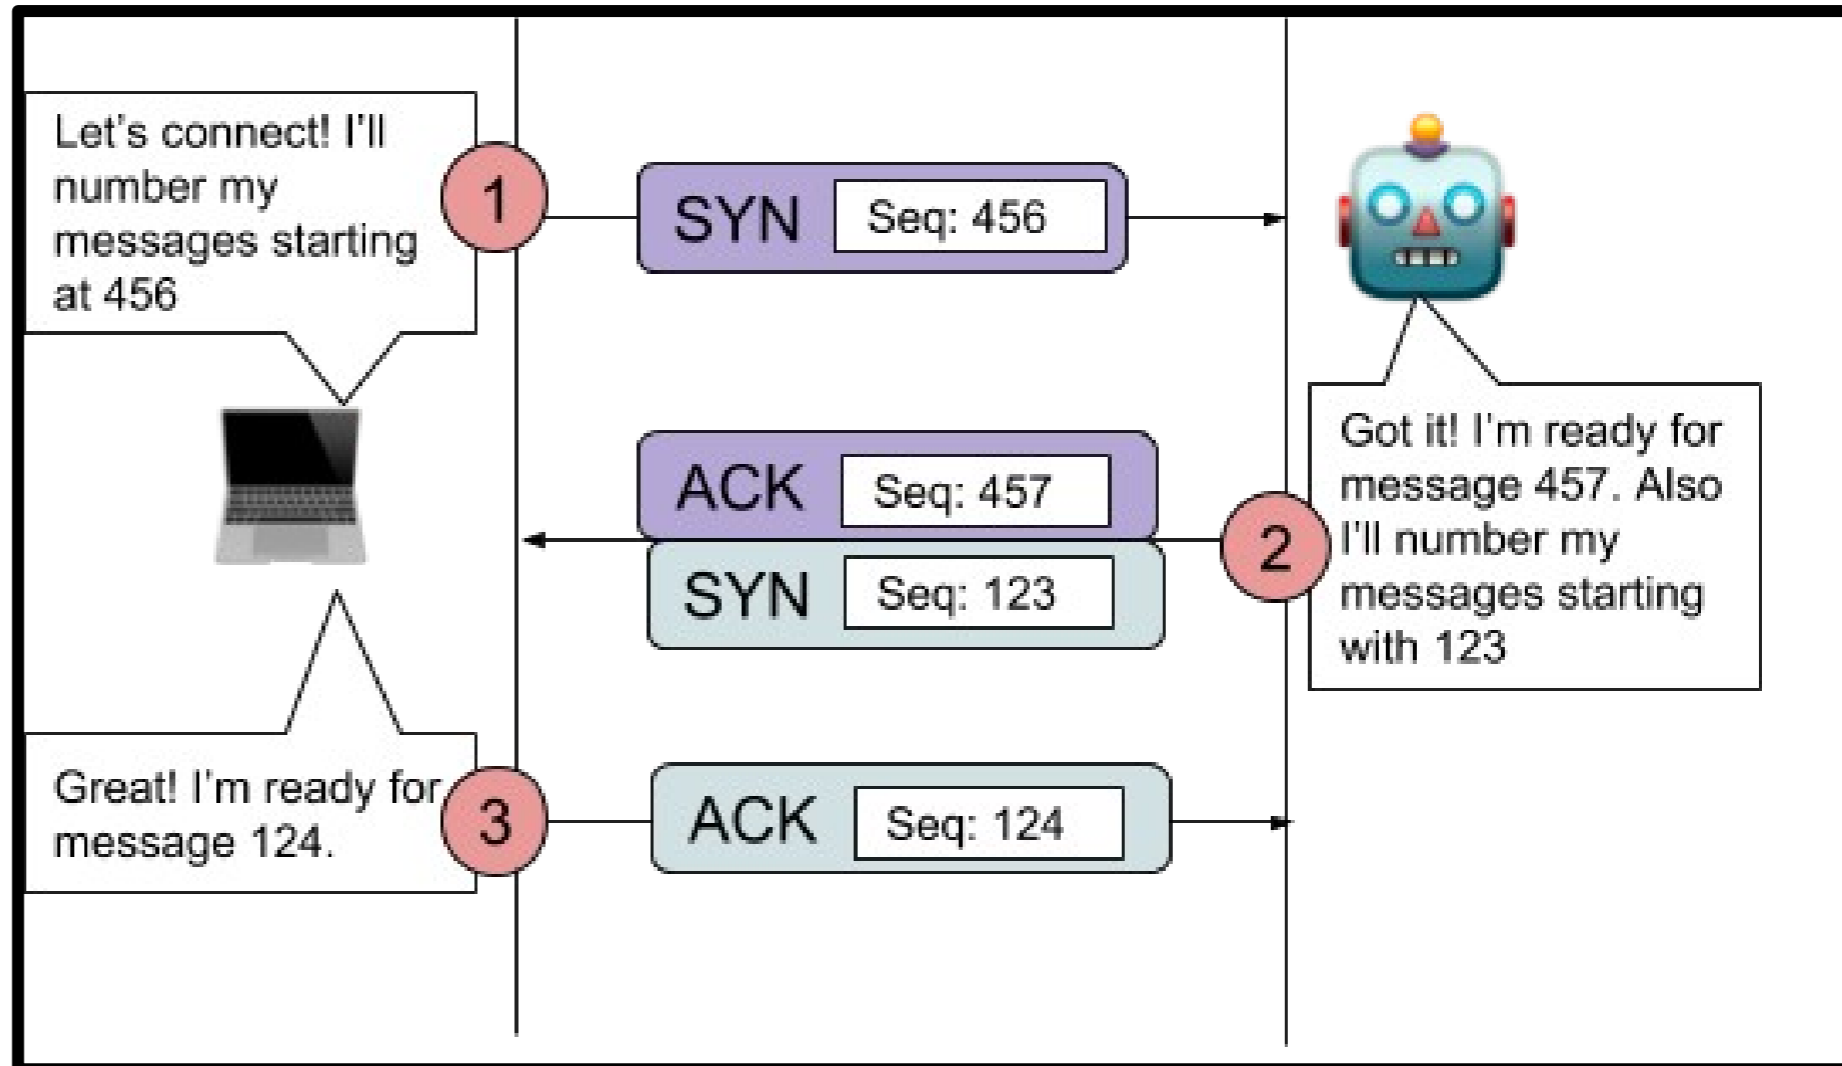 Let's connect! I'll
number my
messages starting
at 456
1
SYN
Seq: 456
ACK
Seq: 457
SYN
Seq: 123
2
Got it! I'm ready for
message 457. Also
I'll number my
messages starting
with 123
Great! I'm ready for
message 124.
3
ACK
Seq: 124